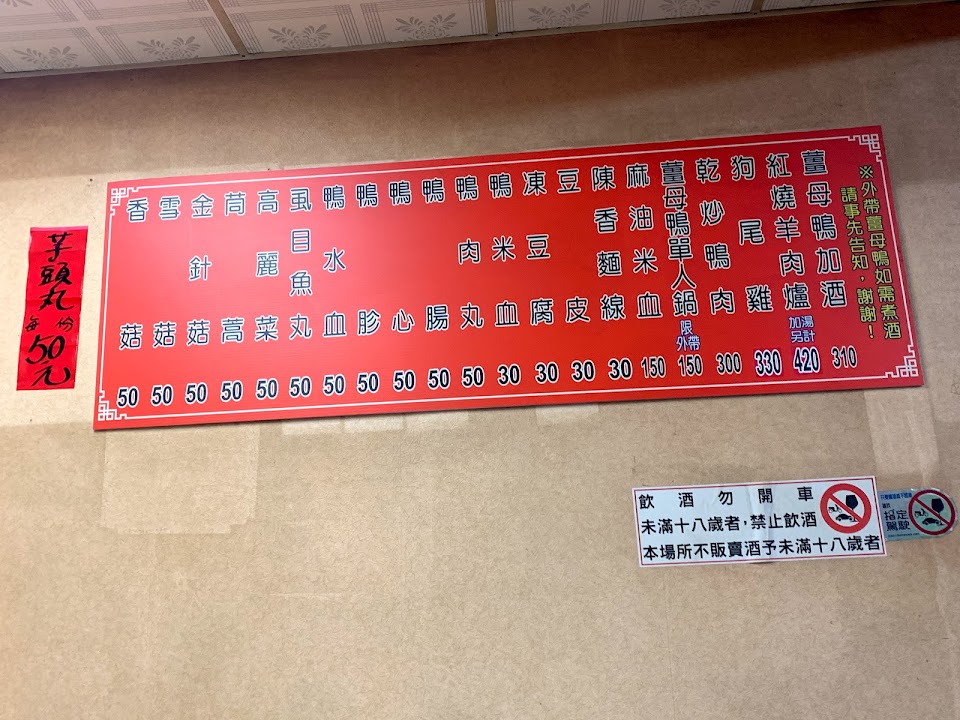 ※外帶薑母鴨如需煮酒
請事先告知,謝謝!
薑母鴨加酒 310
紅燒羊肉爐 加湯另計 420
狗尾雞 330
乾炒鴨肉 300
薑母鴨單人鍋 限外帶 150
麻油米血 150
陳香麵線 30
豆皮 30
凍豆腐 30
鴨米血 30
鴨肉丸 50
鴨腸 50
鴨心 50
鴨胗 50
鴨水血 50
虱目魚丸 50
高麗菜 50
茼蒿 50
金針菇 50
雪菇 50
香菇 50
芋頭丸
每份
50元
飲酒勿開車
未滿十八歲者,禁止飲酒
本場所不販賣酒予未滿十八歲者
指定
駕駛